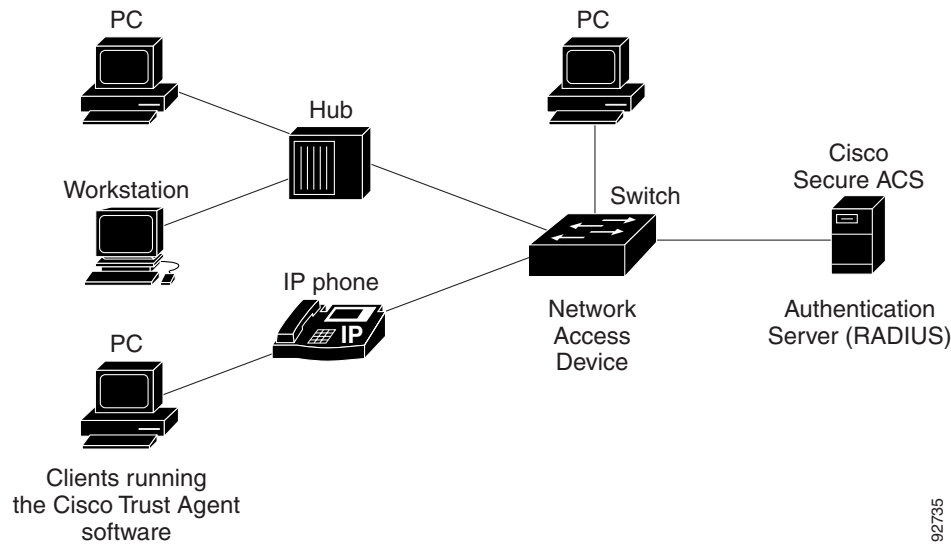 PC
PC
Hub
Cisco
Secure ACS
Workstation
Switch
IP phone
IP
Network
Access
Device
Authentication
Server (RADIUS)
PC
Clients running
the Cisco Trust Agent
software
92735